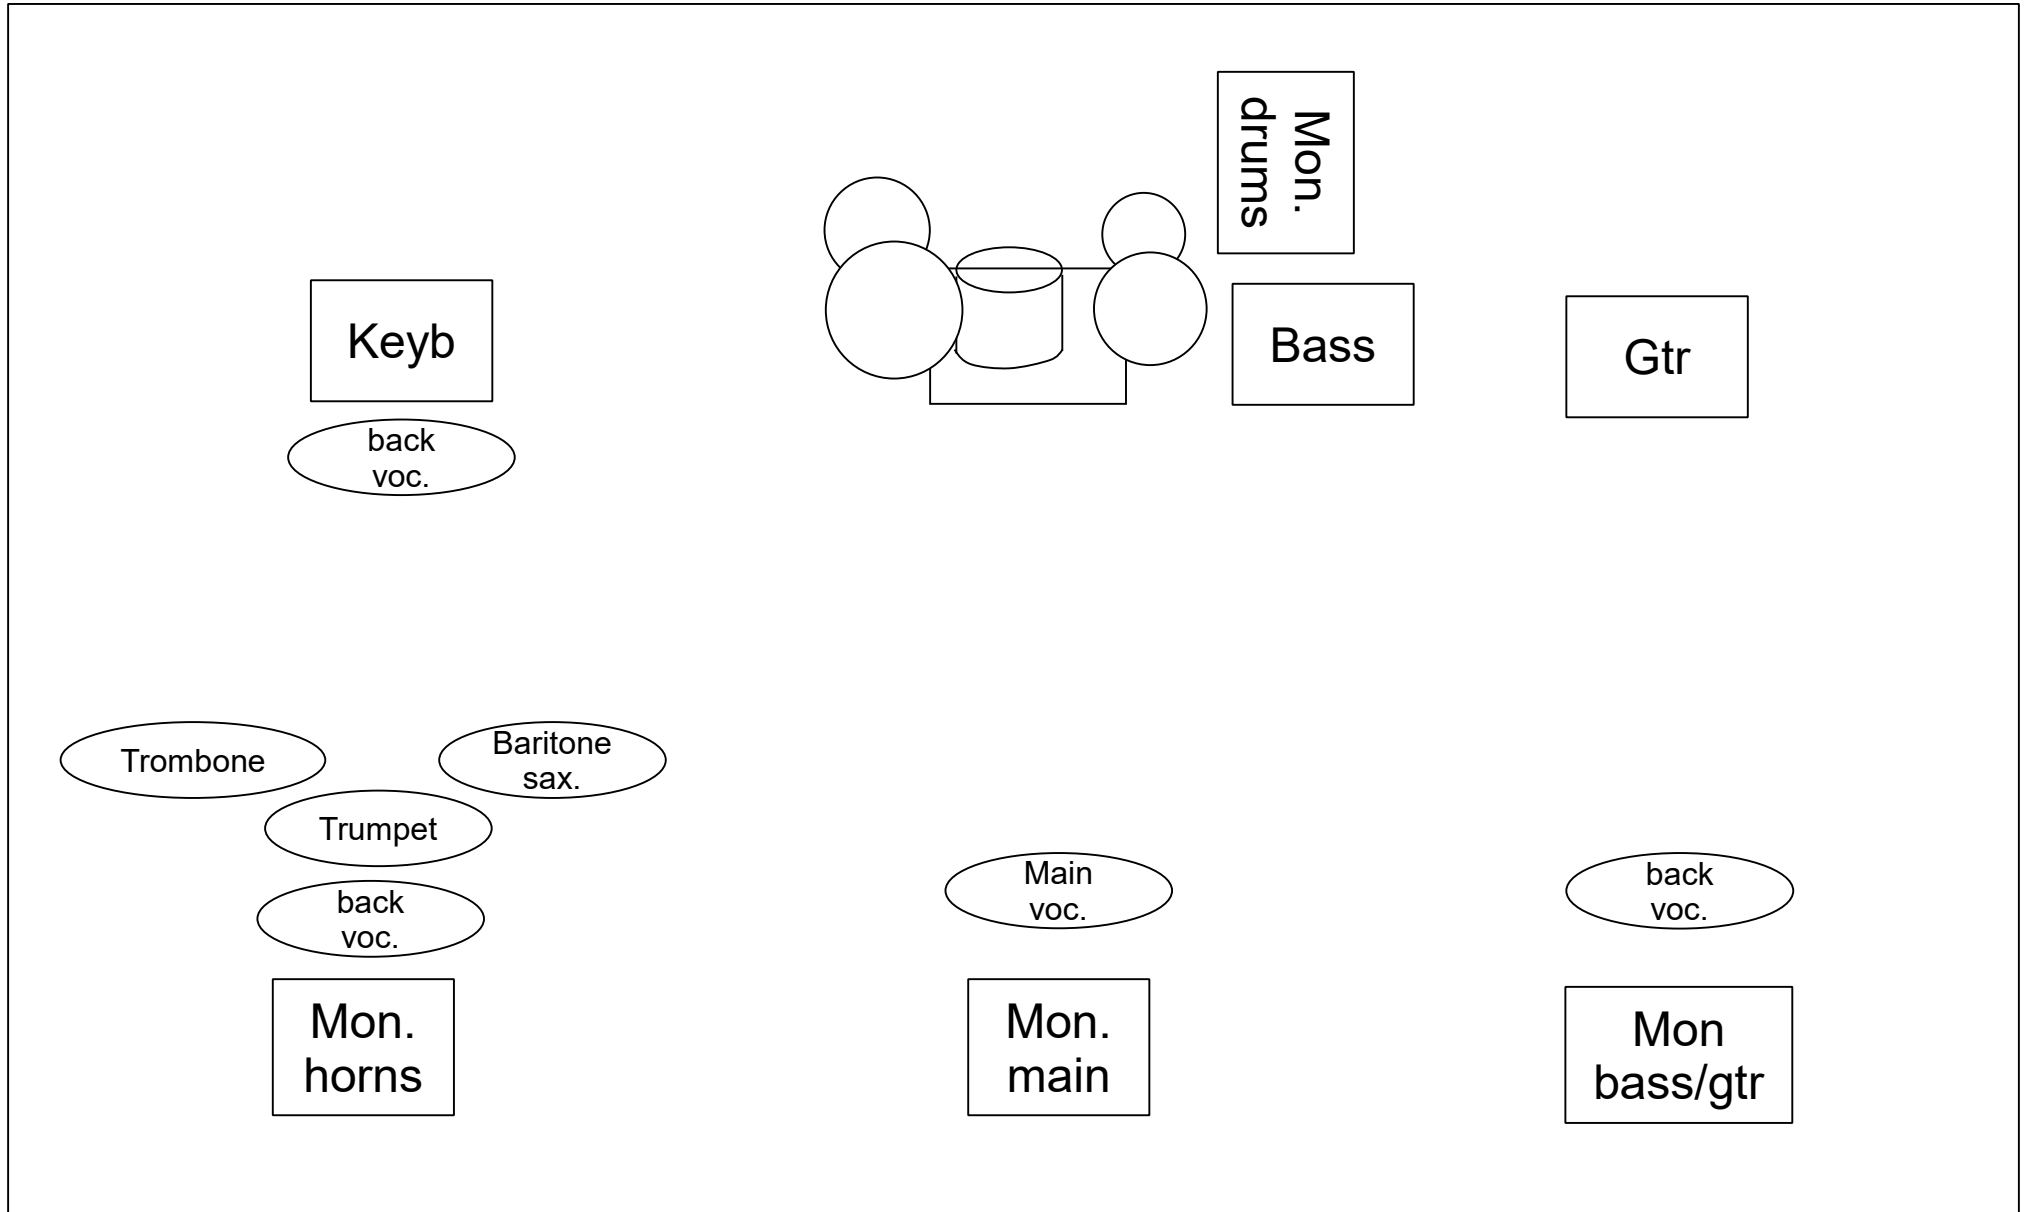 Mon.
drums
Keyb
Bass
Gtr
back
voc.
Trombone
Baritone
sax.
Trumpet
back
voc.
Main
voc.
back
voc.
Mon.
horns
Mon.
main
Mon
bass/gtr